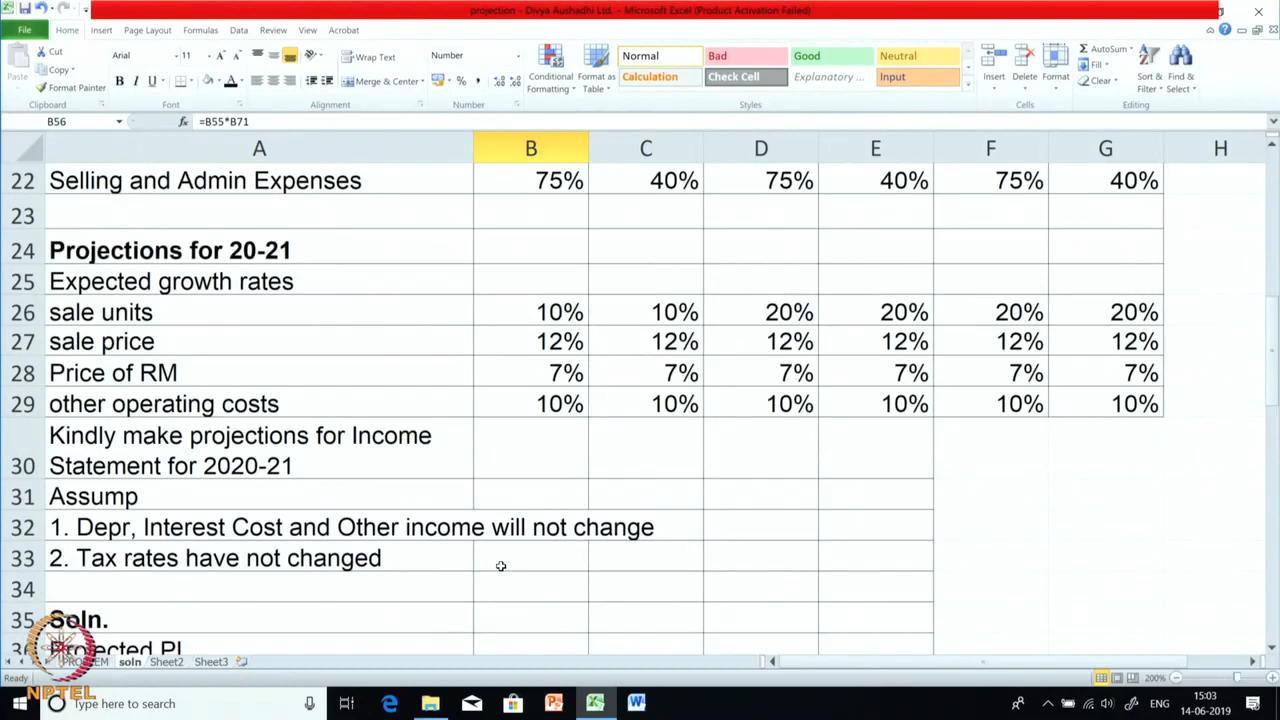 projection - Divya Aushadhi Ltd. - Microsoft Excel (Product Activation Failed)
File Home Insert Page Layout Formulas Data Review View Acrobat
Cut Arial 11 Wrap Text Number Normal Bad Good Neutral AutoSum
Paste Copy Conditional Formatting Format as Table Calculation Check Cell Explanatory ... Input Insert Delete Format Fill Sort & Filter Find & Select
Format Painter B I U Merge & Center Clear
Clipboard Font Alignment Number Styles Cells Editing
B56 fx =B55*B71
A B C D E F G H
22 Selling and Admin Expenses 75% 40% 75% 40% 75% 40%
23
24 Projections for 20-21
25 Expected growth rates
26 sale units 10% 10% 20% 20% 20% 20%
27 sale price 12% 12% 12% 12% 12% 12%
28 Price of RM 7% 7% 7% 7% 7% 7%
29 other operating costs 10% 10% 10% 10% 10% 10%
Kindly make projections for Income
30 Statement for 2020-21
31 Assump
32 1. Depr, Interest Cost and Other income will not change
33 2. Tax rates have not changed
34
35 Soln.
36 Projected PL
PROBLEM soln Sheet2 Sheet3
Ready 200%
NPTEL
Type here to search ENG 15:03
14-06-2019